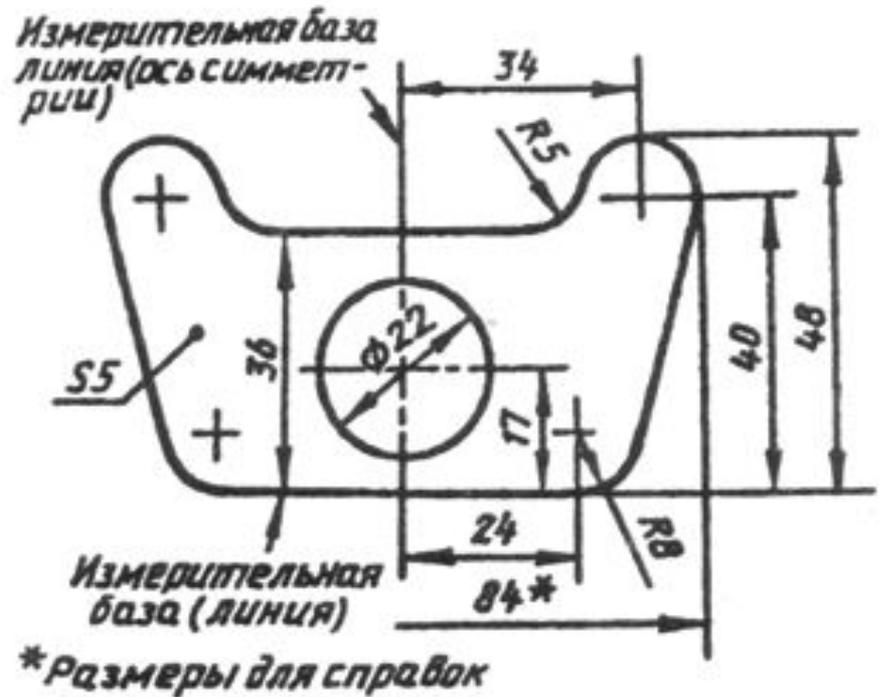 Измерительная база
линия (ось симмет-
рии)
34
R5
S5
36
Ø22
17
40
48
24
R8
84*
Измерительная
база (линия)
*Размеры для справок